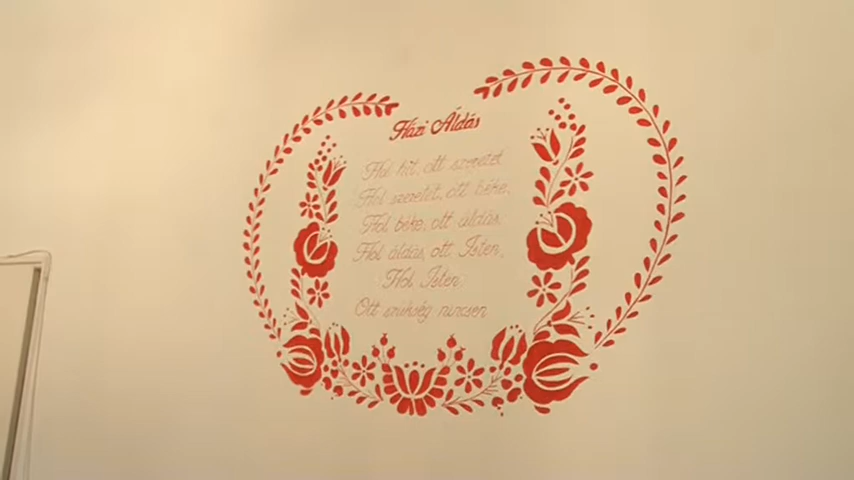 Házi Áldás
Hol hit, ott szeretet
Hol szeretet, ott béke,
Hol béke, ott áldás,
Hol áldás, ott Isten,
Hol Isten
Ott szükség nincsen